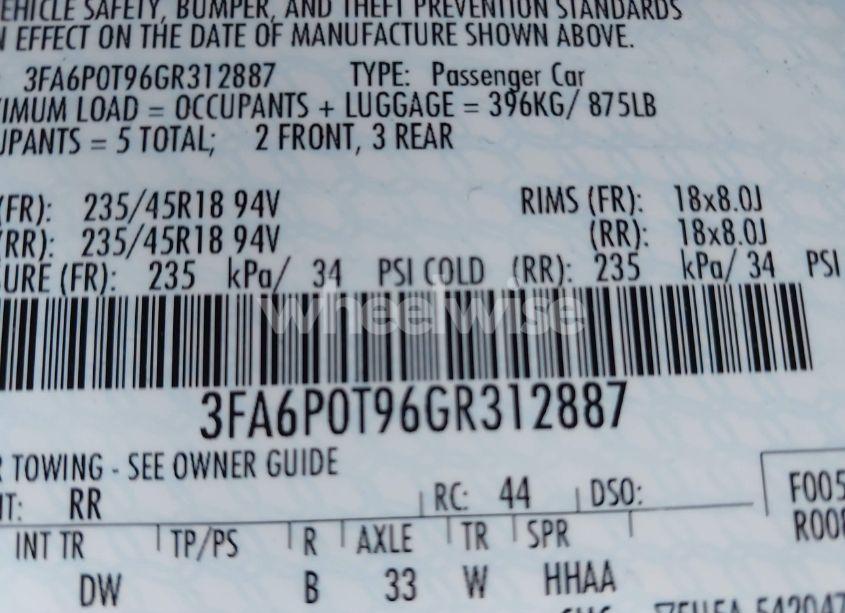 VEHICLE SAFETY, BUMPER, AND THEFT PREVENTION STANDARDS
EFFECT ON THE DATE OF MANUFACTURE SHOWN ABOVE.
3FA6P0T96GR312887 TYPE: Passenger Car
IMUM LOAD = OCCUPANTS + LUGGAGE = 396KG/ 875LB
UPANTS = 5 TOTAL; 2 FRONT, 3 REAR
(FR): 235/45R18 94V RIMS (FR): 18x8.0J
(RR): 235/45R18 94V (RR): 18x8.0J
SURE (FR): 235 kPa/ 34 PSI COLD (RR): 235 kPa/ 34 PSI
wheelwise
3FA6P0T96GR312887
R TOWING - SEE OWNER GUIDE
T: RR RC: 44 DSO: F005
R008
INT TR TP/PS R AXLE TR SPR
DW B 33 W HHAA